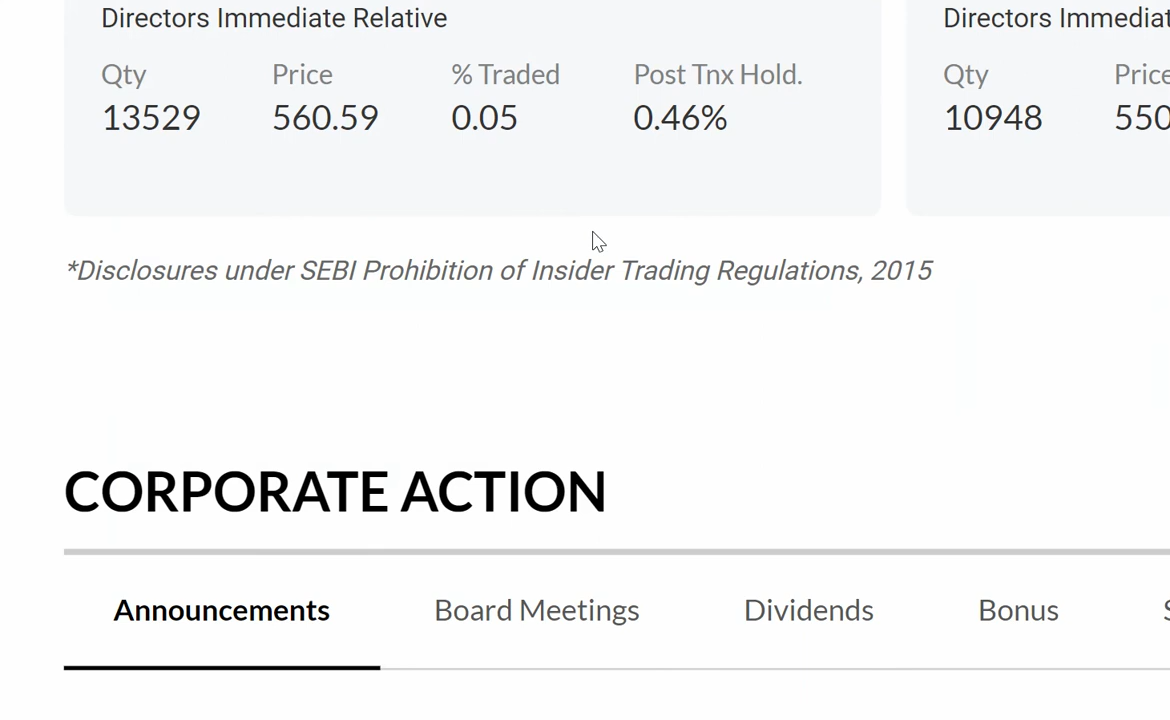 Directors Immediate Relative
Qty Price % Traded Post Tnx Hold.
13529 560.59 0.05 0.46%
Directors
Qty
10948
*Disclosures under SEBI Prohibition of Insider Trading Regulations, 2015
CORPORATE ACTION
Announcements Board Meetings Dividends Bonus